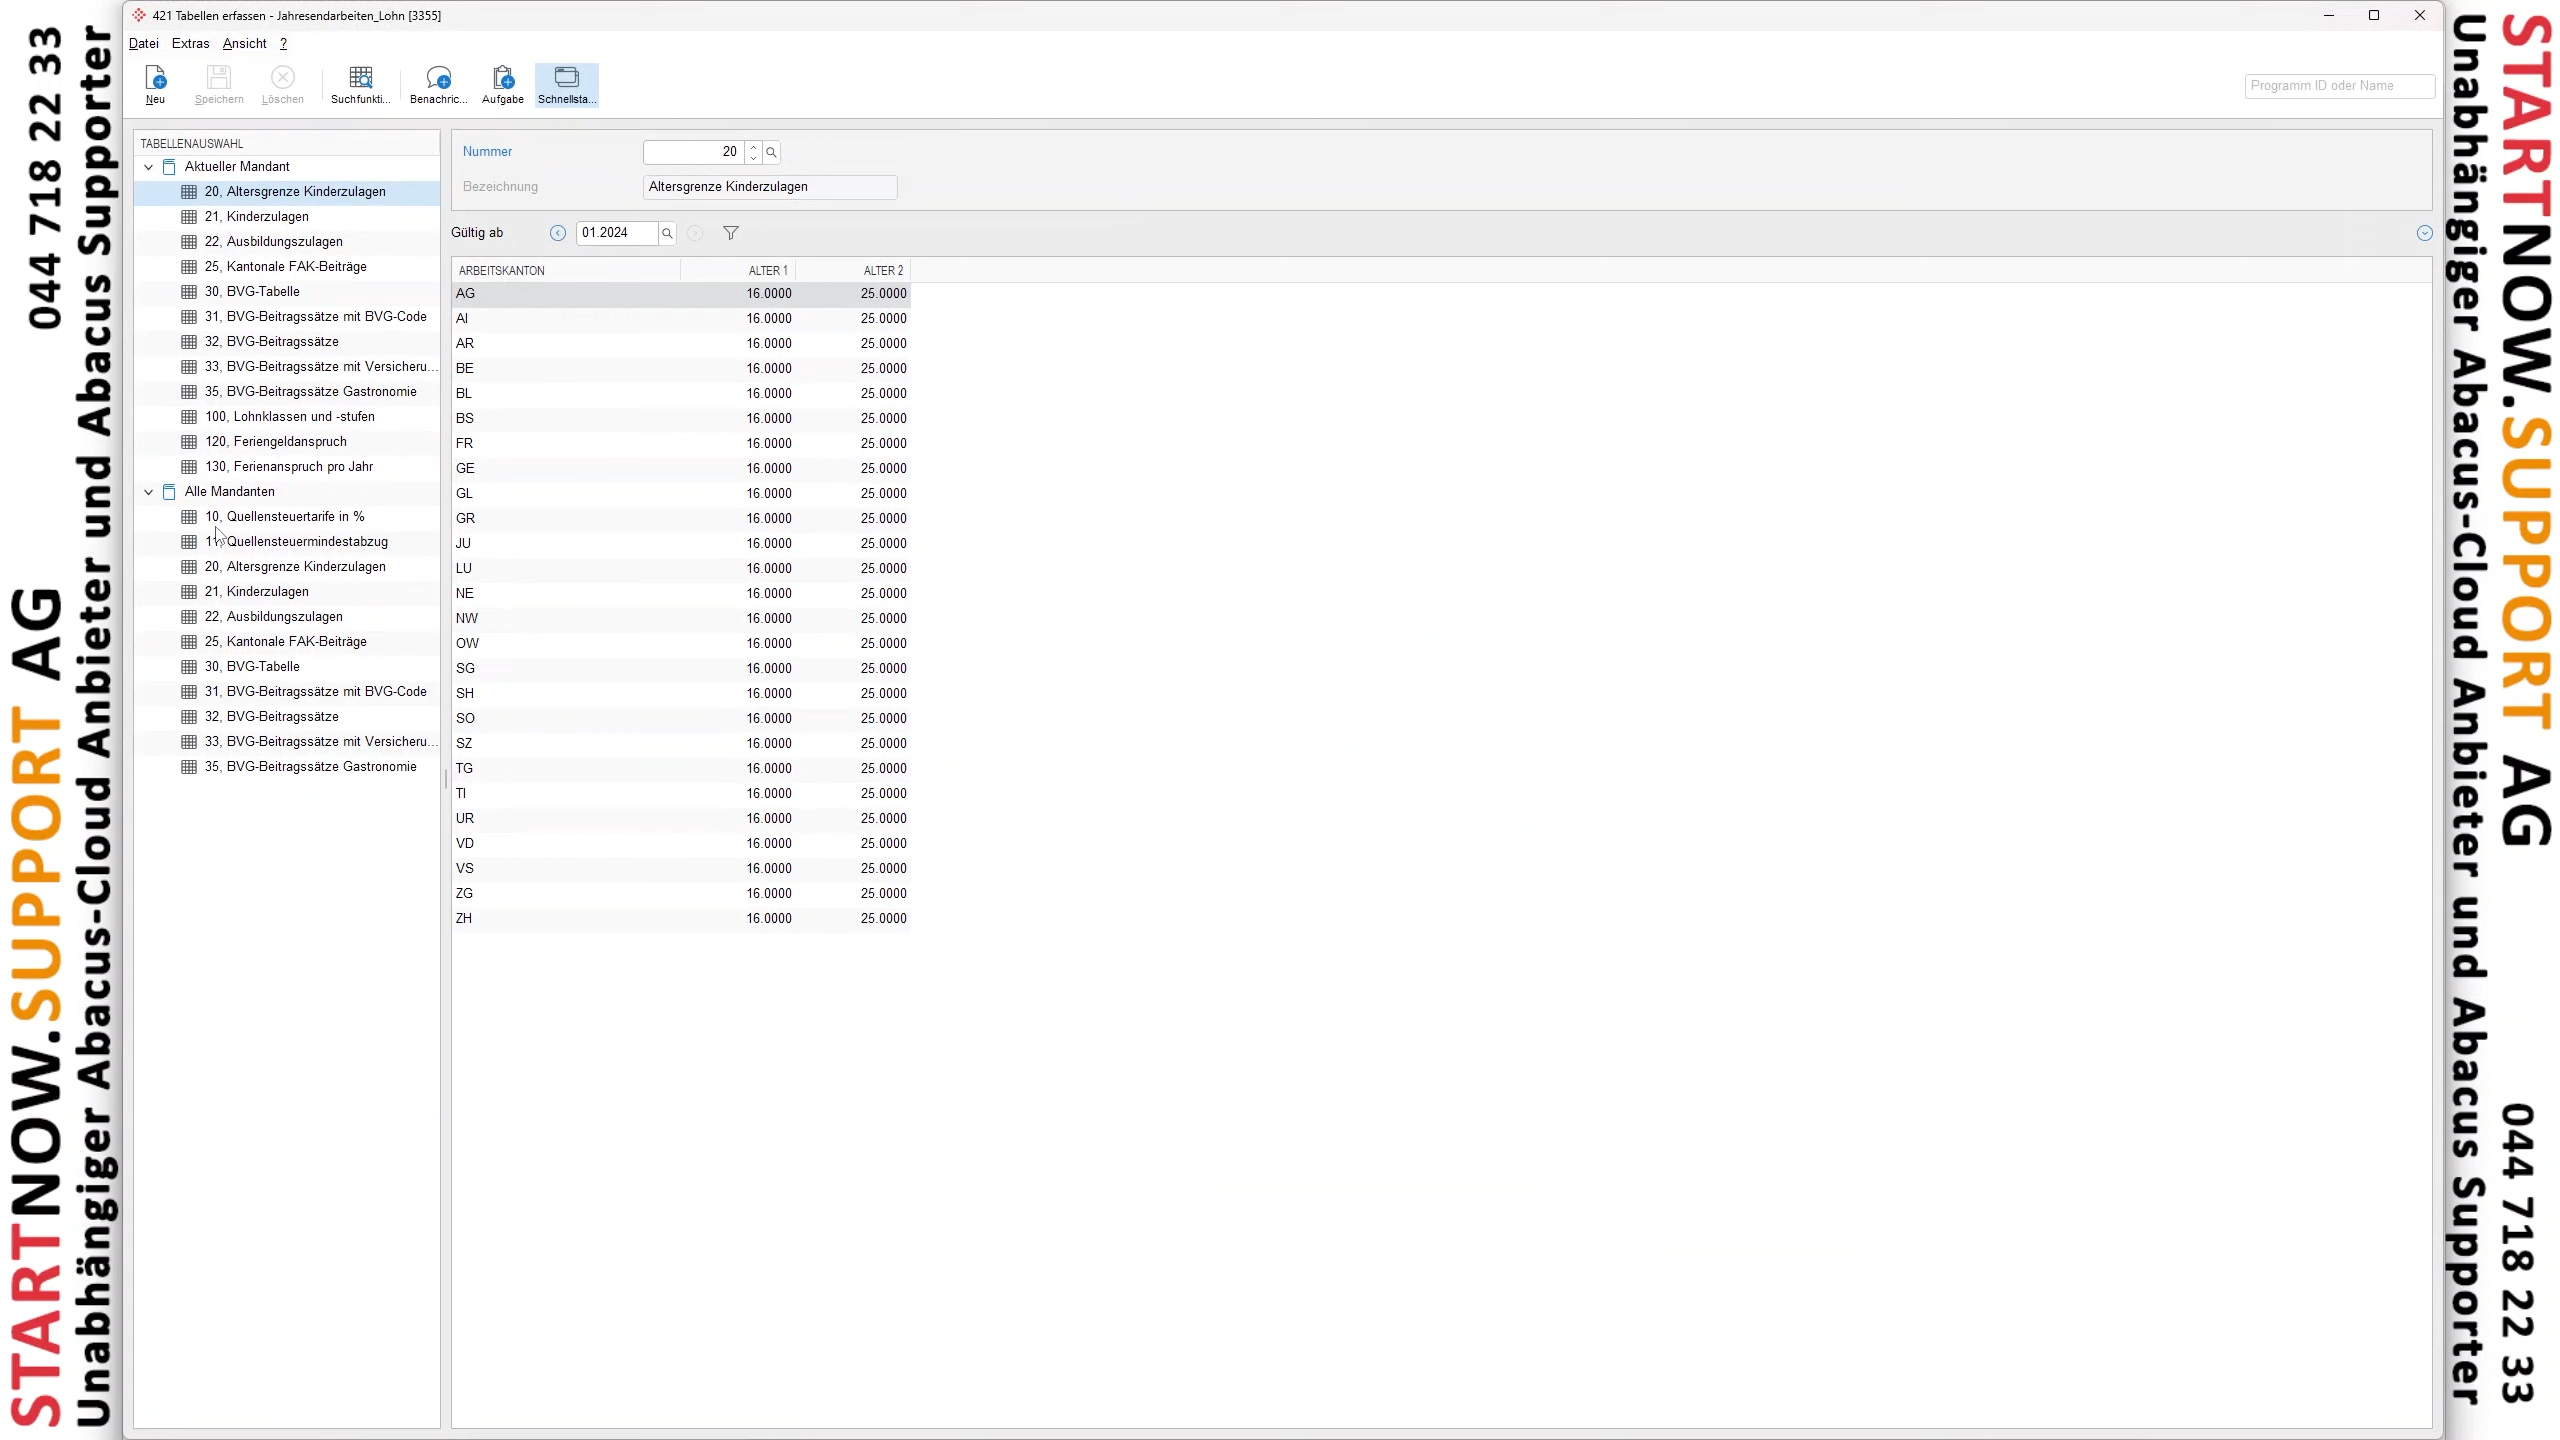 STARTNOW.SUPPORT AG
044 718 22 33
Unabhängiger Abacus-Cloud Anbieter und Abacus Supporter
421 Tabellen erfassen - Jahresendarbeiten_Lohn [3355]
Datei Extras Ansicht ?
Neu Speichern Löschen Suchfunkti... Benachric... Aufgabe Schnellsta...
Programm ID oder Name
TABELLENAUSWAHL
Aktueller Mandant
20, Altersgrenze Kinderzulagen
21, Kinderzulagen
22, Ausbildungszulagen
25, Kantonale FAK-Beiträge
30, BVG-Tabelle
31, BVG-Beitragssätze mit BVG-Code
32, BVG-Beitragssätze
33, BVG-Beitragssätze mit Versicheru...
35, BVG-Beitragssätze Gastronomie
100, Lohnklassen und -stufen
120, Feriengeldanspruch
130, Ferienanspruch pro Jahr
Alle Mandanten
10, Quellensteuertarife in %
Quellensteuermindestabzug
20, Altersgrenze Kinderzulagen
21, Kinderzulagen
22, Ausbildungszulagen
25, Kantonale FAK-Beiträge
30, BVG-Tabelle
31, BVG-Beitragssätze mit BVG-Code
32, BVG-Beitragssätze
33, BVG-Beitragssätze mit Versicheru...
35, BVG-Beitragssätze Gastronomie
Nummer 20
Bezeichnung Altersgrenze Kinderzulagen
Gültig ab 01.2024
ARBEITSKANTON ALTER 1 ALTER 2
AG 16.0000 25.0000
AI 16.0000 25.0000
AR 16.0000 25.0000
BE 16.0000 25.0000
BL 16.0000 25.0000
BS 16.0000 25.0000
FR 16.0000 25.0000
GE 16.0000 25.0000
GL 16.0000 25.0000
GR 16.0000 25.0000
JU 16.0000 25.0000
LU 16.0000 25.0000
NE 16.0000 25.0000
NW 16.0000 25.0000
OW 16.0000 25.0000
SG 16.0000 25.0000
SH 16.0000 25.0000
SO 16.0000 25.0000
SZ 16.0000 25.0000
TG 16.0000 25.0000
TI 16.0000 25.0000
UR 16.0000 25.0000
VD 16.0000 25.0000
VS 16.0000 25.0000
ZG 16.0000 25.0000
ZH 16.0000 25.0000
STARTNOW.SUPPORT AG
044 718 22 33
Unabhängiger Abacus-Cloud Anbieter und Abacus Supporter